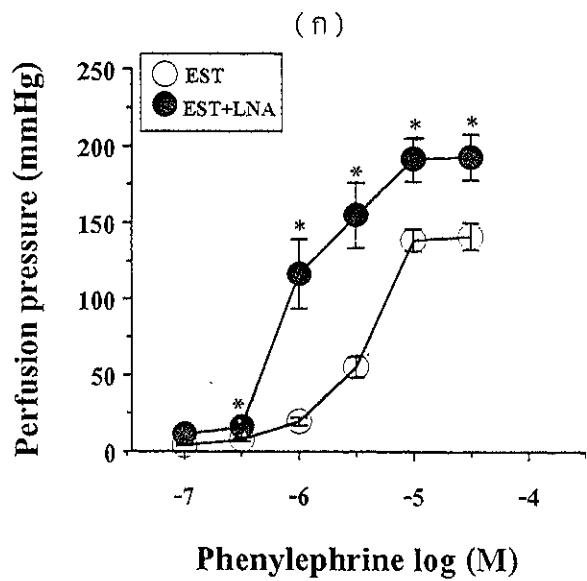 (ก)
EST
EST+LNA
Perfusion pressure (mmHg)
250
200
150
100
50
0
* * * * *
-7 -6 -5 -4
Phenylephrine log (M)